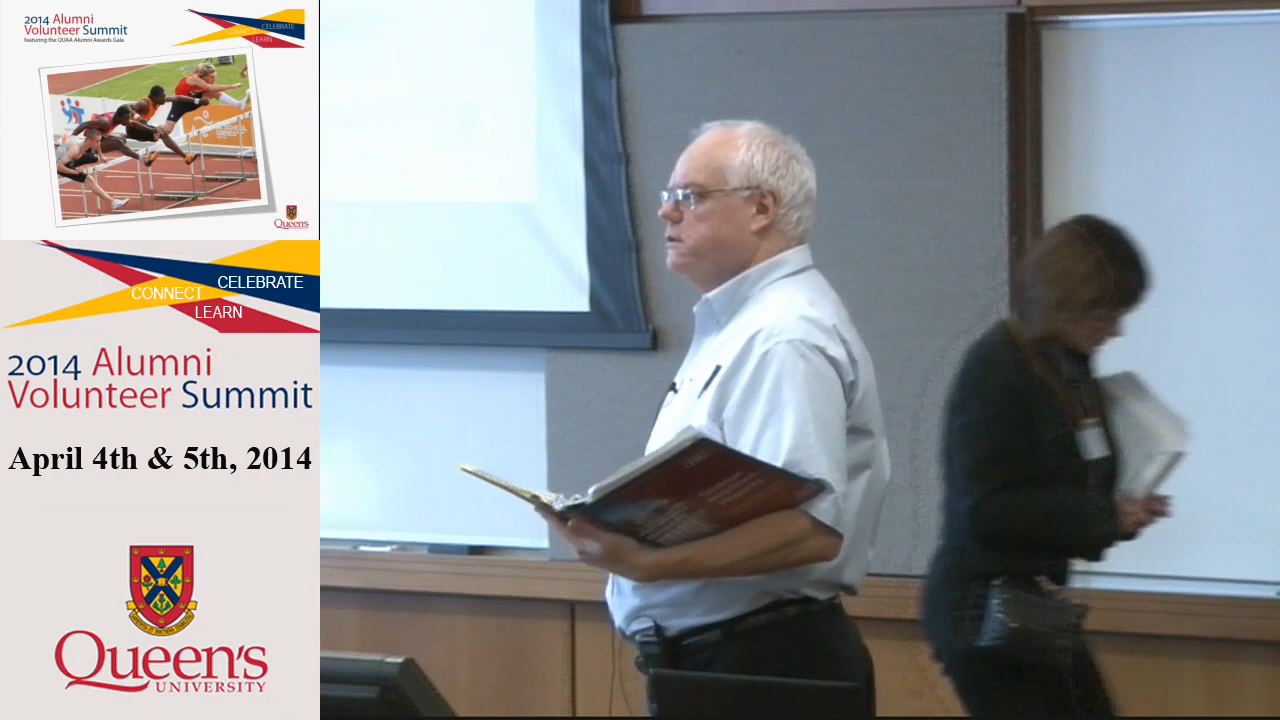 2014 Alumni
Volunteer Summit
featuring the QUAA Alumni Awards Gala
CELEBRATE
CONNECT
LEARN
Queen's
CELEBRATE
CONNECT
LEARN
2014 Alumni
Volunteer Summit
April 4th & 5th, 2014
Queen's
UNIVERSITY